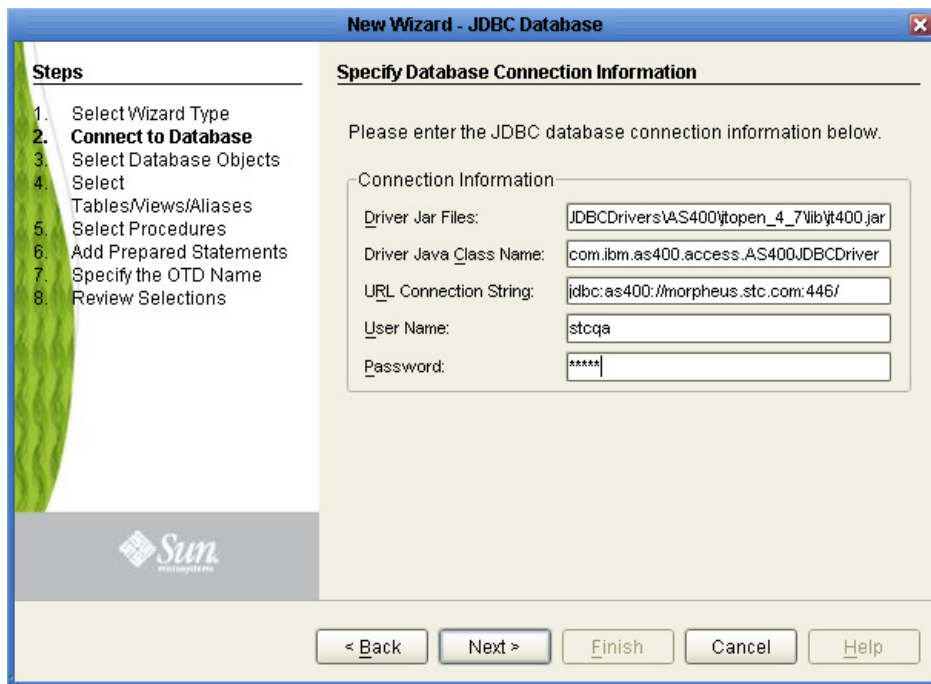 New Wizard - JDBC Database
Steps
1. Select Wizard Type
2. Connect to Database
3. Select Database Objects
4. Select
Tables/Views/Aliases
5. Select Procedures
6. Add Prepared Statements
7. Specify the OTD Name
8. Review Selections
Sun
microsystems
Specify Database Connection Information
Please enter the JDBC database connection information below.
Connection Information
Driver Jar Files: JDBCDrivers\AS400\jtopen_4_7\lib\jt400.jar
Driver Java Class Name: com.ibm.as400.access.AS400JDBCDriver
URL Connection String: jdbc:as400://morpheus.stc.com:446/
User Name: stcqa
Password: *****
< Back Next > Finish Cancel Help